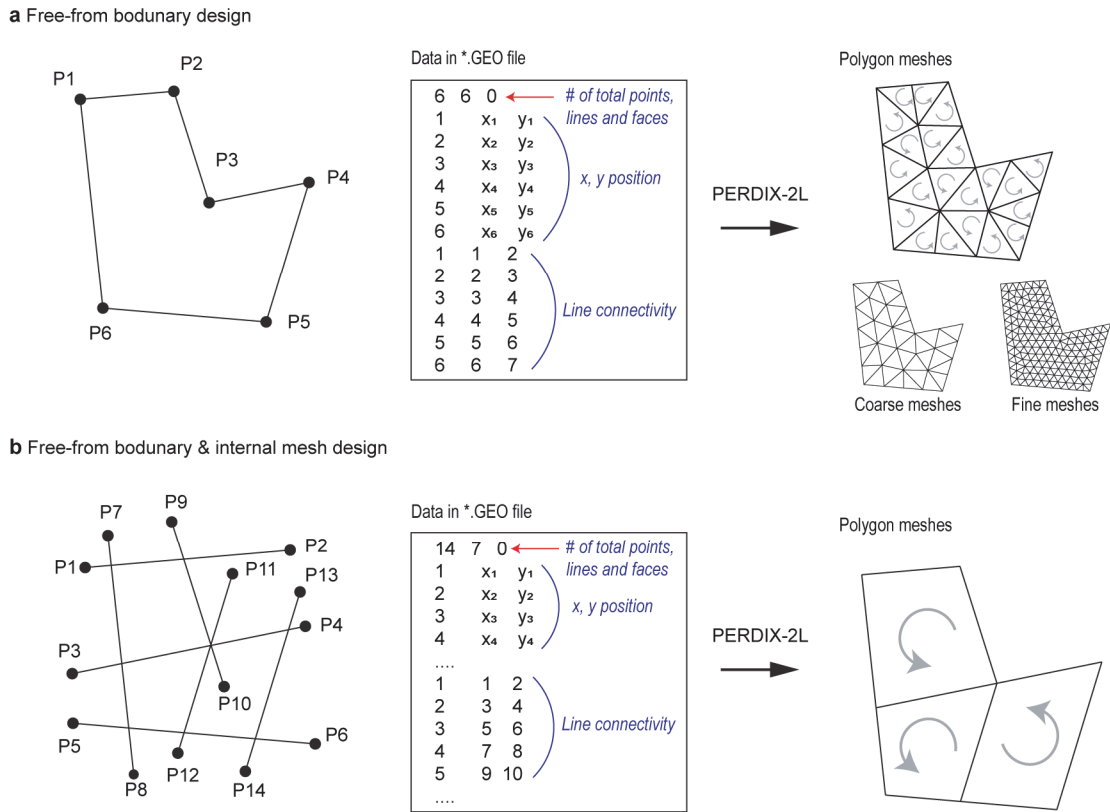 a Free-from bodunary design
P1
P2
P3
P4
P5
P6
Data in *.GEO file
6 6 0
# of total points,
lines and faces
1 x₁ y₁
2 x₂ y₂
3 x₃ y₃
4 x₄ y₄
5 x₅ y₅
6 x₆ y₆
x, y position
1 1 2
2 2 3
3 3 4
4 4 5
5 5 6
6 6 7
Line connectivity
PERDIX-2L
Polygon meshes
Coarse meshes
Fine meshes
b Free-from bodunary & internal mesh design
P9
P7
P2
P1
P11
P13
P4
P3
P10
P5
P6
P12
P8
P14
Data in *.GEO file
14 7 0
# of total points,
lines and faces
1 x₁ y₁
2 x₂ y₂
3 x₃ y₃
4 x₄ y₄
x, y position
....
1 1 2
2 3 4
3 5 6
4 7 8
5 9 10
....
Line connectivity
PERDIX-2L
Polygon meshes